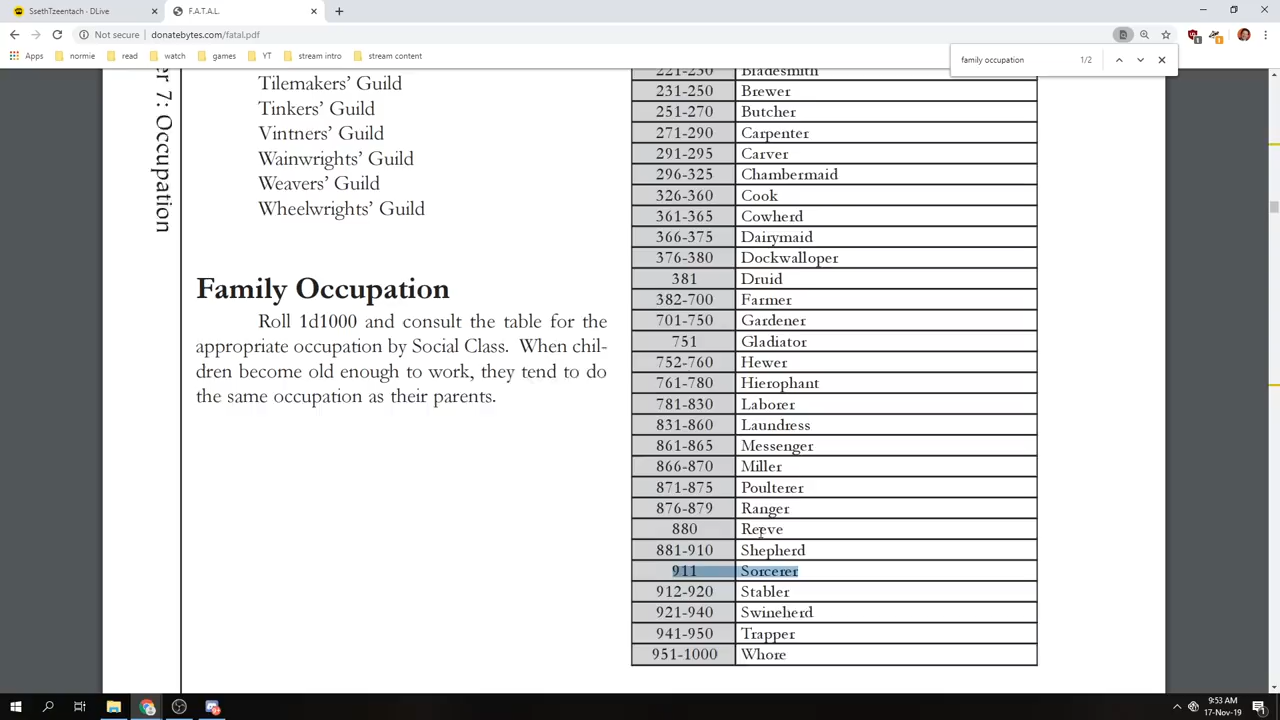 SsethTzeentach - DLive
F.A.T.A.L.
Not secure
donatebytes.com/fatal.pdf
Apps
normie
read
watch
games
YT
stream intro
stream content
family occupation
1/2
er 7: Occupation
Tilemakers' Guild
Tinkers' Guild
Vintners' Guild
Wainwrights' Guild
Weavers' Guild
Wheelwrights' Guild
Family Occupation
Roll 1d1000 and consult the table for the
appropriate occupation by Social Class. When chil-
dren become old enough to work, they tend to do
the same occupation as their parents.
221-230 Bladesmith
231-250 Brewer
251-270 Butcher
271-290 Carpenter
291-295 Carver
296-325 Chambermaid
326-360 Cook
361-365 Cowherd
366-375 Dairymaid
376-380 Dockwalloper
381 Druid
382-700 Farmer
701-750 Gardener
751 Gladiator
752-760 Hewer
761-780 Hierophant
781-830 Laborer
831-860 Laundress
861-865 Messenger
866-870 Miller
871-875 Poulterer
876-879 Ranger
880 Reeve
881-910 Shepherd
911 Sorcerer
912-920 Stabler
921-940 Swineherd
941-950 Trapper
951-1000 Whore
9:53 AM
17-Nov-19